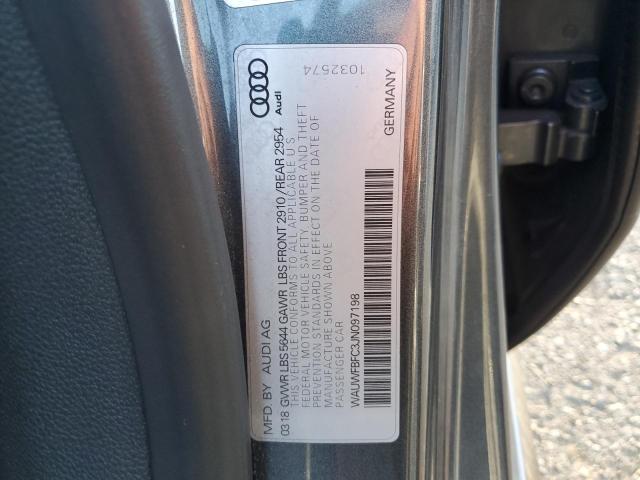 MFD. BY AUDI AG
0318 GVWR LBS 5644 GAWR LBS FRONT 2910 / REAR 2954
THIS VEHICLE CONFORMS TO ALL APPLICABLE U.S.
FEDERAL MOTOR VEHICLE SAFETY, BUMPER AND THEFT
PREVENTION STANDARDS IN EFFECT ON THE DATE OF
MANUFACTURE SHOWN ABOVE
PASSENGER CAR
WAUWFBFC3JN097198
GERMANY
Audi
1032574